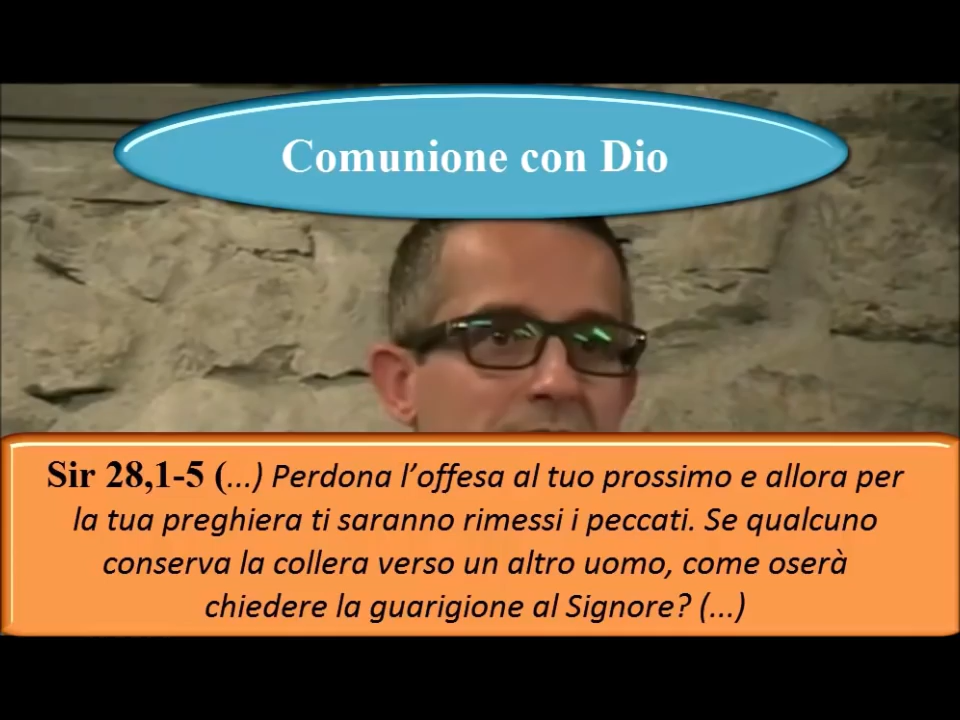 Comunione con Dio
Sir 28,1-5 (...) Perdona l’offesa al tuo prossimo e allora per
la tua preghiera ti saranno rimessi i peccati. Se qualcuno
conserva la collera verso un altro uomo, come oserà
chiedere la guarigione al Signore? (...)